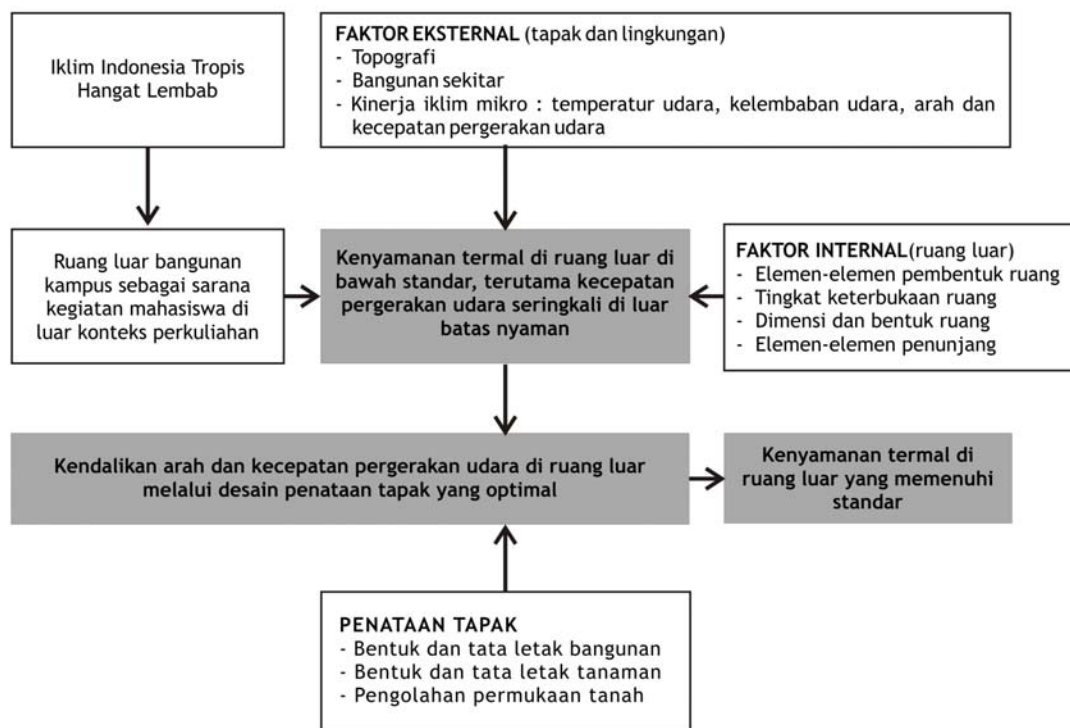 Iklim Indonesia Tropis
Hangat Lembab
FAKTOR EKSTERNAL (tapak dan lingkungan)
- Topografi
- Bangunan sekitar
- Kinerja iklim mikro : temperatur udara, kelembaban udara, arah dan
kecepatan pergerakan udara
Ruang luar bangunan
kampus sebagai sarana
kegiatan mahasiswa di
luar konteks perkuliahan
Kenyamanan termal di ruang luar di
bawah standar, terutama kecepatan
pergerakan udara seringkali di luar
batas nyaman
FAKTOR INTERNAL(ruang luar)
- Elemen-elemen pembentuk ruang
- Tingkat keterbukaan ruang
- Dimensi dan bentuk ruang
- Elemen-elemen penunjang
Kendalikan arah dan kecepatan pergerakan udara di ruang luar
melalui desain penataan tapak yang optimal
Kenyamanan termal di
ruang luar yang memenuhi
standar
PENATAAN TAPAK
- Bentuk dan tata letak bangunan
- Bentuk dan tata letak tanaman
- Pengolahan permukaan tanah